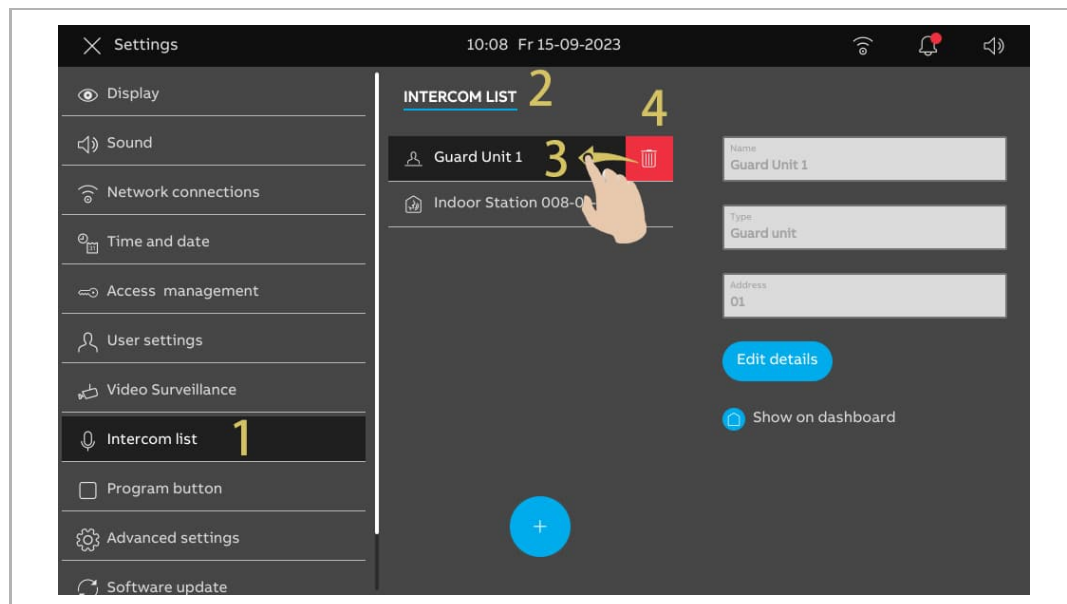 Settings
10:08 Fr 15-09-2023
Display
Sound
Network connections
Time and date
Access management
User settings
Video Surveillance
Intercom list
1
Program button
Advanced settings
Software update
INTERCOM LIST
2
4
Guard Unit 1
3
Indoor Station 008-0
+
Name
Guard Unit 1
Type
Guard unit
Address
01
Edit details
Show on dashboard